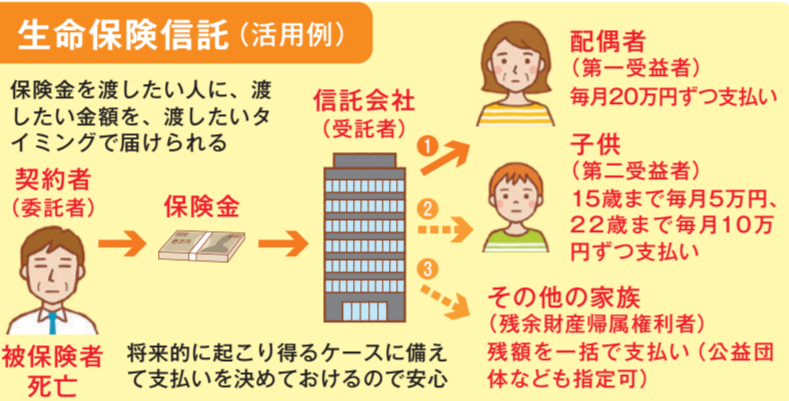 生命保険信託（活用例）
保険金を渡したい人に、渡
したい金額を、渡したいタ
イミングで届けられる
契約者
（委託者）
被保険者
死亡
保険金
信託会社
（受託者）
1
配偶者
（第一受益者）
毎月20万円ずつ支払い
2
子供
（第二受益者）
15歳まで毎月5万円、
22歳まで毎月10万
円ずつ支払い
3
その他の家族
（残余財産帰属権利者）
残額を一括で支払い（公益団
体なども指定可）
将来的に起こり得るケースに備え
て支払いを決めておけるので安心